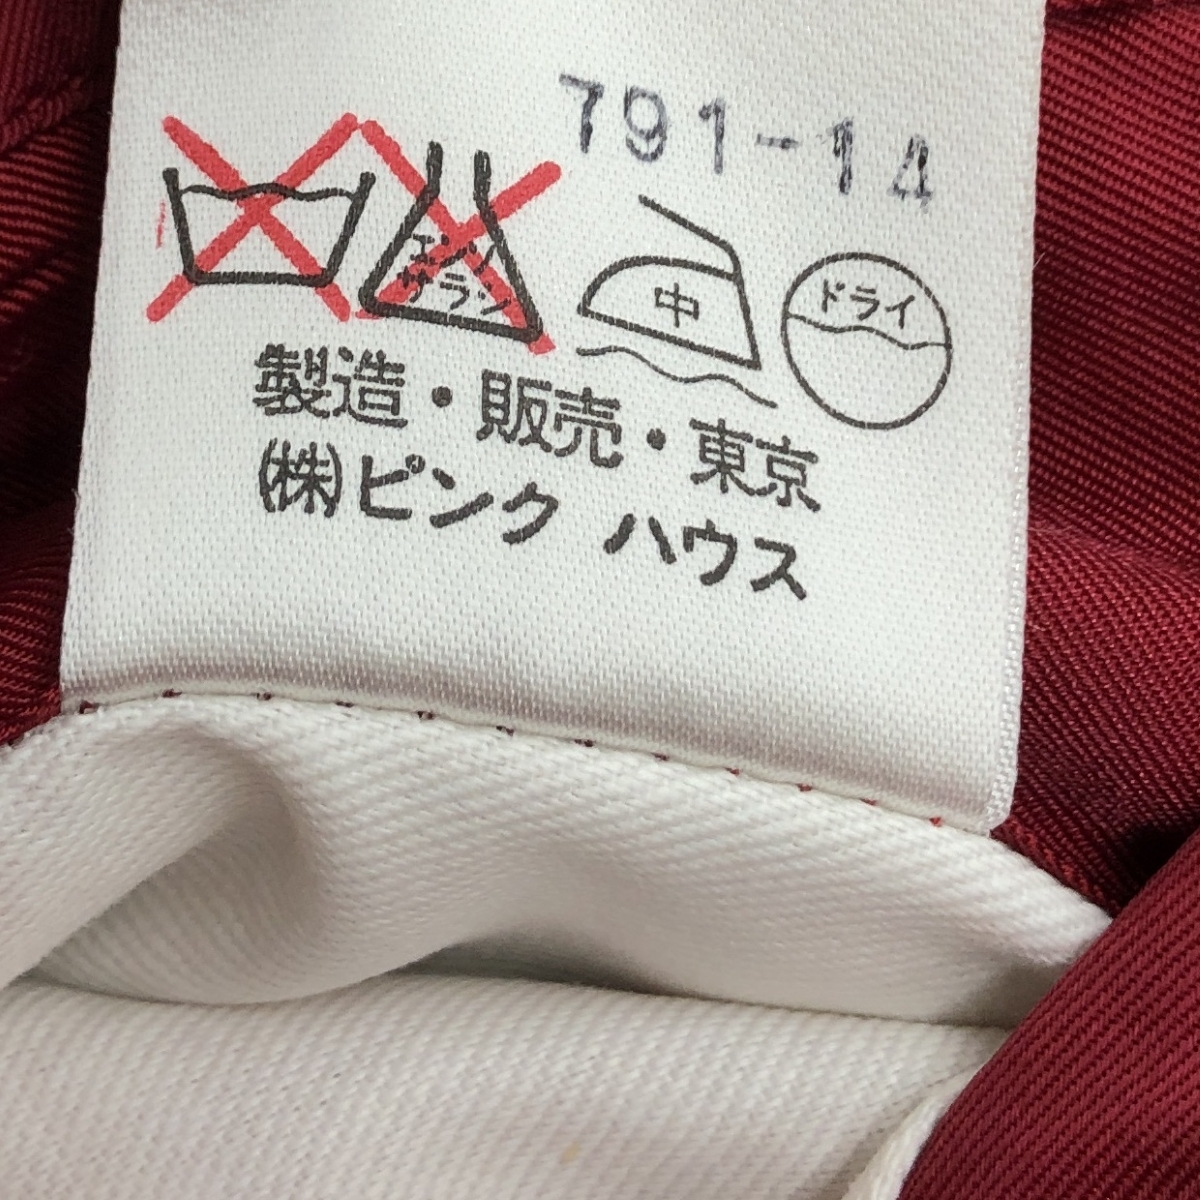 791-14
エンソ
サラシ
中
ドライ
製造・販売・東京
㈱ピンク ハウス